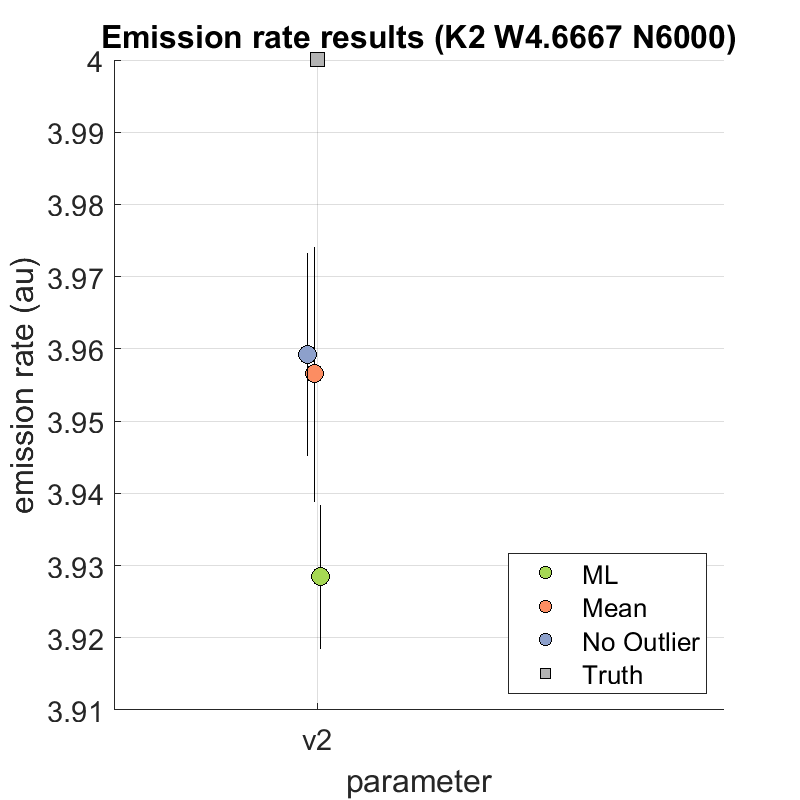 Emission rate results (K2 W4.6667 N6000)
4
3.99
3.98
3.97
3.96
3.95
3.94
3.93
3.92
3.91
emission rate (au)
v2
parameter
ML
Mean
No Outlier
Truth